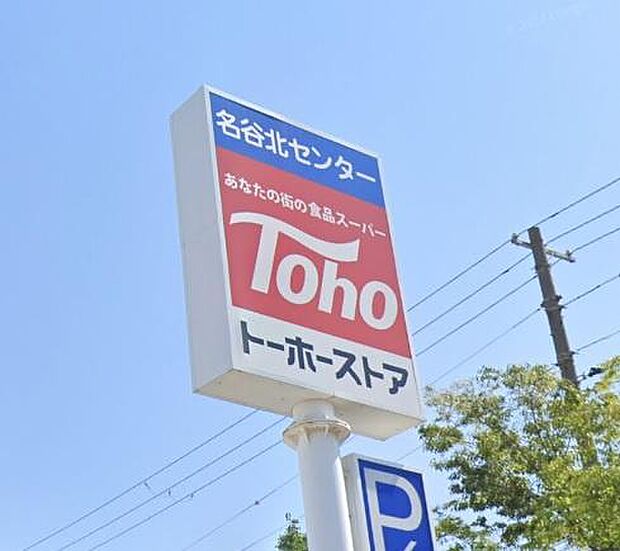 名谷北センター
あなたの街の食品スーパー
Toho
トーホーストア
P